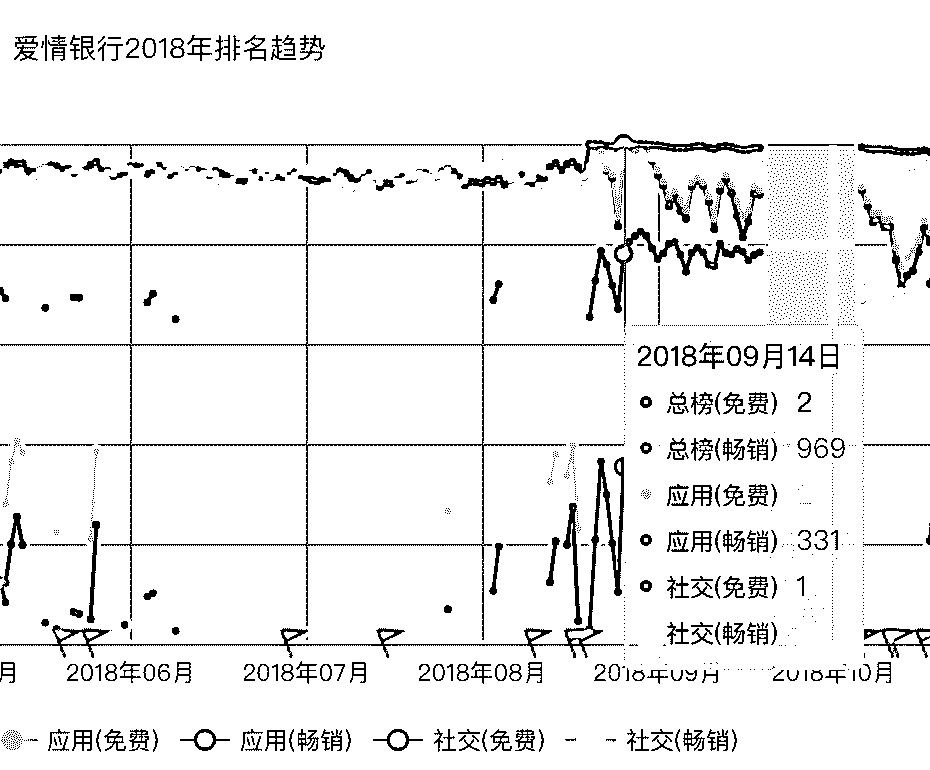 爱情银行2018年排名趋势
2018年09月14日
总榜(免费) 2
总榜(畅销) 969
应用(免费)
应用(畅销) 331
社交(免费) 1
社交(畅销)
月 2018年06月 2018年07月 2018年08月 2018年09月 2018年10月
应用(免费) 应用(畅销) 社交(免费) 社交(畅销)